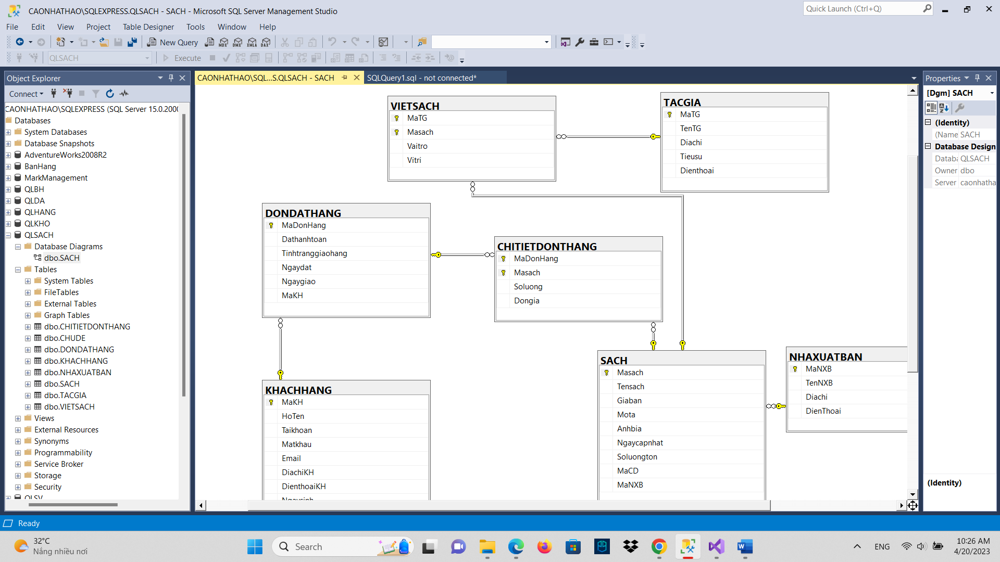 CAONHATHAO\SQLEXPRESS.QLSACH - SACH - Microsoft SQL Server Management Studio
Quick Launch (Ctrl+Q)
File Edit View Project Table Designer Tools Window Help
New Query
MDX DMX XMLA DAX
QLSACH
Execute
Object Explorer
Connect
CAONHATHAO\SQLEXPRESS (SQL Server 15.0.2000
Databases
System Databases
Database Snapshots
AdventureWorks2008R2
BanHang
MarkManagement
QLBH
QLDA
QLHANG
QLKHO
QLSACH
Database Diagrams
dbo.SACH
Tables
System Tables
FileTables
External Tables
Graph Tables
dbo.CHITIETDONTHANG
dbo.CHUDE
dbo.DONDATHANG
dbo.KHACHHANG
dbo.NHAXUATBAN
dbo.SACH
dbo.TACGIA
dbo.VIETSACH
Views
External Resources
Synonyms
Programmability
Service Broker
Storage
Security
QLSV
CAONHATHAO\SQL...S.QLSACH - SACH
SQLQuery1.sql - not connected*
VIETSACH
MaTG
Masach
Vaitro
Vitri
TACGIA
MaTG
TenTG
Diachi
Tieusu
Dienthoai
DONDATHANG
MaDonHang
Dathanhtoan
Tinhtranggiaohang
Ngaydat
Ngaygiao
MaKH
CHITIETDONTHANG
MaDonHang
Masach
Soluong
Dongia
KHACHHANG
MaKH
HoTen
Taikhoan
Matkhau
Email
DiachiKH
DienthoaiKH
Ngaysinh
SACH
Masach
Tensach
Giaban
Mota
Anhbia
Ngaycapnhat
Soluongton
MaCD
MaNXB
NHAXUATBAN
MaNXB
TenNXB
Diachi
DienThoai
Properties
[Dgm] SACH
(Identity)
(Name SACH
Database Design
Databa QLSACH
Owner dbo
Server caonhatha
(Identity)
Ready
32°C
Nắng nhiều nơi
Search
ENG
10:26 AM
4/20/2023